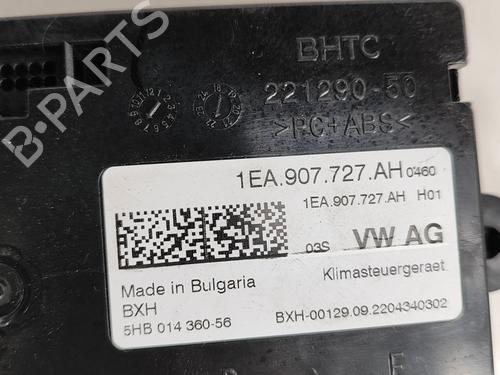 BHTC
221290-50
>PC+ABS<
1EA.907.727.AH 0460
1EA.907.727.AH H01
03S VW AG
Made in Bulgaria
Klimasteuergeraet
BXH
5HB 014 360-56
BXH-00129.09.2204340302
B-Parts